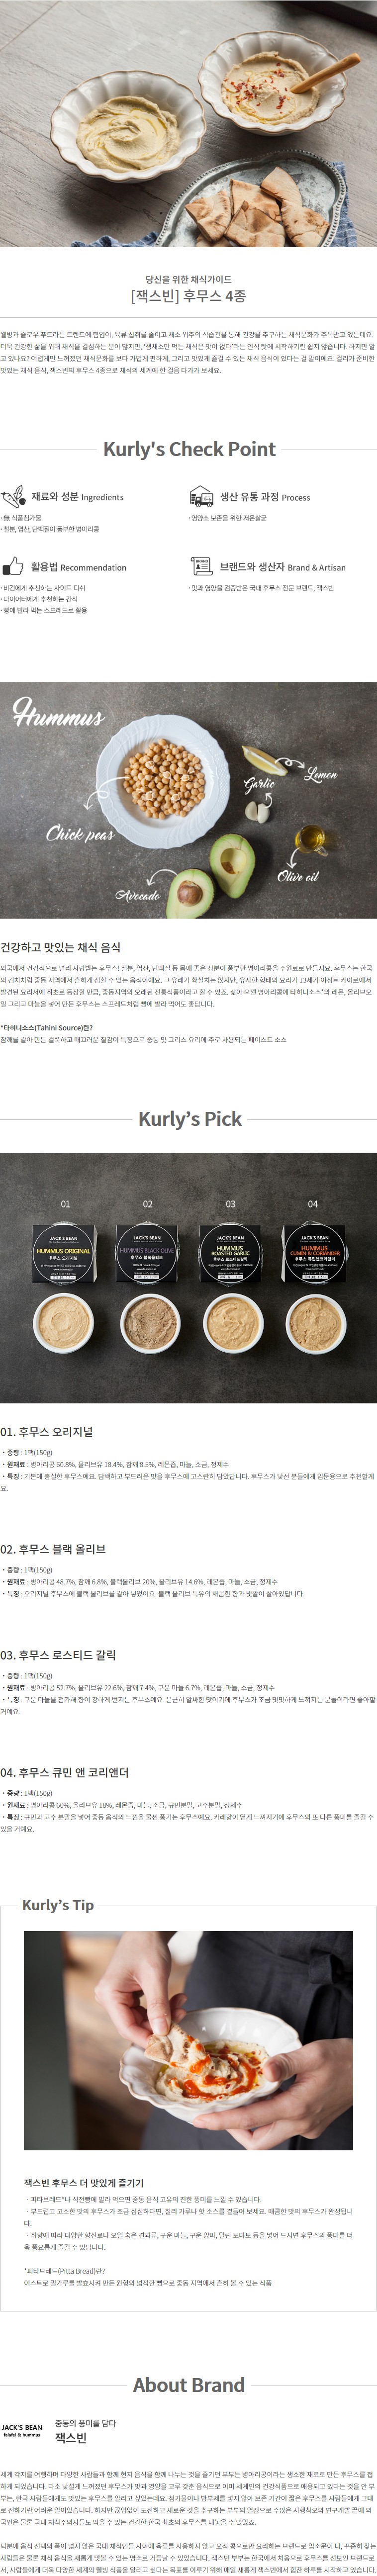 당신을 위한 채식가이드
[잭스빈] 후무스 4종
웰빙과 슬로우 푸드라는 트렌드에 힘입어, 육류 섭취를 줄이고 채소 위주의 식습관을 통해 건강을 추구하는 채식문화가 주목받고 있는데요.
더욱 건강한 삶을 위해 채식을 결심하는 분이 많지만, '생채소만 먹는 채식은 맛이 없다'라는 인식 탓에 시작하기란 쉽지 않습니다. 하지만 알
고 있나요? 어렵게만 느껴졌던 채식문화를 보다 가볍게 편하게, 그리고 맛있게 즐길 수 있는 채식 음식이 있다는 걸 말이에요. 컬리가 준비한
맛있는 채식 음식, 잭스빈의 후무스 4종으로 채식의 세계에 한 걸음 다가가 보세요.
Kurly's Check Point
재료와 성분 Ingredients
· 無 식품첨가물
· 철분, 엽산, 단백질이 풍부한 병아리콩
생산 유통 과정 Process
· 영양소 보존을 위한 저온살균
활용법 Recommendation
· 비건에게 추천하는 사이드 디쉬
· 다이어터에게 추천하는 간식
· 빵에 발라 먹는 스프레드로 활용
브랜드와 생산자 Brand & Artisan
· 맛과 영양을 검증받은 국내 후무스 전문 브랜드, 잭스빈
Hummus
Lemon
Garlic
Chick peas
Olive oil
Avocado
건강하고 맛있는 채식 음식
외국에서 건강식으로 널리 사랑받는 후무스! 철분, 엽산, 단백질 등 몸에 좋은 성분이 풍부한 병아리콩을 주원료로 만들지요. 후무스는 한국
의 김치처럼 중동 지역에서 흔하게 접할 수 있는 음식이에요. 그 유래가 확실치는 않지만, 유사한 형태의 요리가 13세기 이집트 카이로에서
발견된 요리서에 최초로 등장할 만큼, 중동지역의 오래된 전통식품이라고 할 수 있죠. 삶아 으깬 병아리콩에 타히니소스*와 레몬, 올리브오
일 그리고 마늘을 넣어 만든 후무스는 스프레드처럼 빵에 발라 먹어도 좋답니다.
*타히니소스(Tahini Source)란?
참깨를 갈아 만든 걸쭉하고 매끄러운 질감이 특징으로 중동 및 그리스 요리에 주로 사용되는 페이스트 소스
Kurly's Pick
01 02 03 04
JACK'S BEAN JACK'S BEAN JACK'S BEAN JACK'S BEAN
HUMMUS ORIGINAL
후무스 오리지널
HUMMUS BLACK OLIVE
후무스 블랙올리브
HUMMUS
ROASTED GARLIC
후무스 로스티드갈릭
HUMMUS
CUMIN & CORIANDER
후무스 큐민앤코리앤더
01. 후무스 오리지널
· 중량 : 1팩(150g)
· 원재료 : 병아리콩 60.8%, 올리브유 18.4%, 참깨 8.5%, 레몬즙, 마늘, 소금, 정제수
· 특징 : 기본에 충실한 후무스예요. 담백하고 부드러운 맛을 후무스에 고스란히 담았답니다. 후무스가 낯선 분들에게 입문용으로 추천할게
요.
02. 후무스 블랙 올리브
· 중량 : 1팩(150g)
· 원재료 : 병아리콩 48.7%, 참깨 6.8%, 블랙올리브 20%, 올리브유 14.6%, 레몬즙, 마늘, 소금, 정제수
· 특징 : 오리지널 후무스에 블랙 올리브를 갈아 넣었어요. 블랙 올리브 특유의 새콤한 향과 빛깔이 살아있답니다.
03. 후무스 로스티드 갈릭
· 중량 : 1팩(150g)
· 원재료 : 병아리콩 52.7%, 올리브유 22.6%, 참깨 7.4%, 구운 마늘 6.7%, 레몬즙, 마늘, 소금, 정제수
· 특징 : 구운 마늘을 첨가해 향이 강하게 번지는 후무스예요. 은근히 알싸한 맛이기에 후무스가 조금 밋밋하게 느껴지는 분들이라면 좋아할
거예요.
04. 후무스 큐민 앤 코리앤더
· 중량 : 1팩(150g)
· 원재료 : 병아리콩 60%, 올리브유 18%, 레몬즙, 마늘, 소금, 큐민분말, 고수분말, 정제수
· 특징 : 큐민과 고수 분말을 넣어 중동 음식의 느낌을 물씬 풍기는 후무스예요. 카레향이 옅게 느껴지기에 후무스의 또 다른 풍미를 즐길 수
있을 거예요.
Kurly's Tip
잭스빈 후무스 더 맛있게 즐기기
· 피타브레드*나 식전빵에 발라 먹으면 중동 음식 고유의 진한 풍미를 느낄 수 있습니다.
· 부드럽고 고소한 맛의 후무스가 조금 심심하다면, 칠리 가루나 핫 소스를 곁들여 보세요. 매콤한 맛의 후무스가 완성됩니
다.
· 취향에 따라 다양한 향신료나 오일 혹은 견과류, 구운 마늘, 구운 양파, 말린 토마토 등을 넣어 드시면 후무스의 풍미를 더
욱 풍요롭게 즐길 수 있답니다.
*피타브레드(Pitta Bread)란?
이스트로 밀가루를 발효시켜 만든 원형의 넓적한 빵으로 중동 지역에서 흔히 볼 수 있는 식품
About Brand
JACK'S BEAN
falafel & hummus
중동의 풍미를 담다
잭스빈
세계 각지를 여행하며 다양한 사람들과 함께 현지 음식을 함께 나누는 것을 즐기던 부부는 병아리콩이라는 생소한 재료로 만든 후무스를 접
하게 되었습니다. 다소 낯설게 느껴졌던 후무스가 맛과 영양을 고루 갖춘 음식으로 이미 세계인의 건강식품으로 애용되고 있다는 것을 안 부
부는, 한국 사람들에게도 맛있는 후무스를 알리고 싶었는데요. 첨가물이나 방부제를 넣지 않아 보존 기간이 짧은 후무스를 사람들에게 그대
로 전하기란 어려운 일이었습니다. 하지만 끊임없이 도전하고 새로운 것을 추구하는 부부의 열정으로 수많은 시행착오와 연구개발 끝에 외
국인은 물론 국내 채식주의자들도 먹을 수 있는 건강한 한국 최초의 후무스를 내놓을 수 있었죠.
덕분에 음식 선택의 폭이 넓지 않은 국내 채식인들 사이에 육류를 사용하지 않고 오직 콩으로만 요리하는 브랜드로 입소문이 나, 꾸준히 찾는
사람들은 물론 채식 음식을 새롭게 맛볼 수 있는 명소로 거듭날 수 있었습니다. 잭스빈 부부는 한국에서 처음으로 후무스를 선보인 브랜드로
서, 사람들에게 더욱 다양한 세계의 웰빙 식품을 알리고 싶다는 목표를 이루기 위해 매일 새롭게 잭스빈에서 힘찬 하루를 시작하고 있습니다.